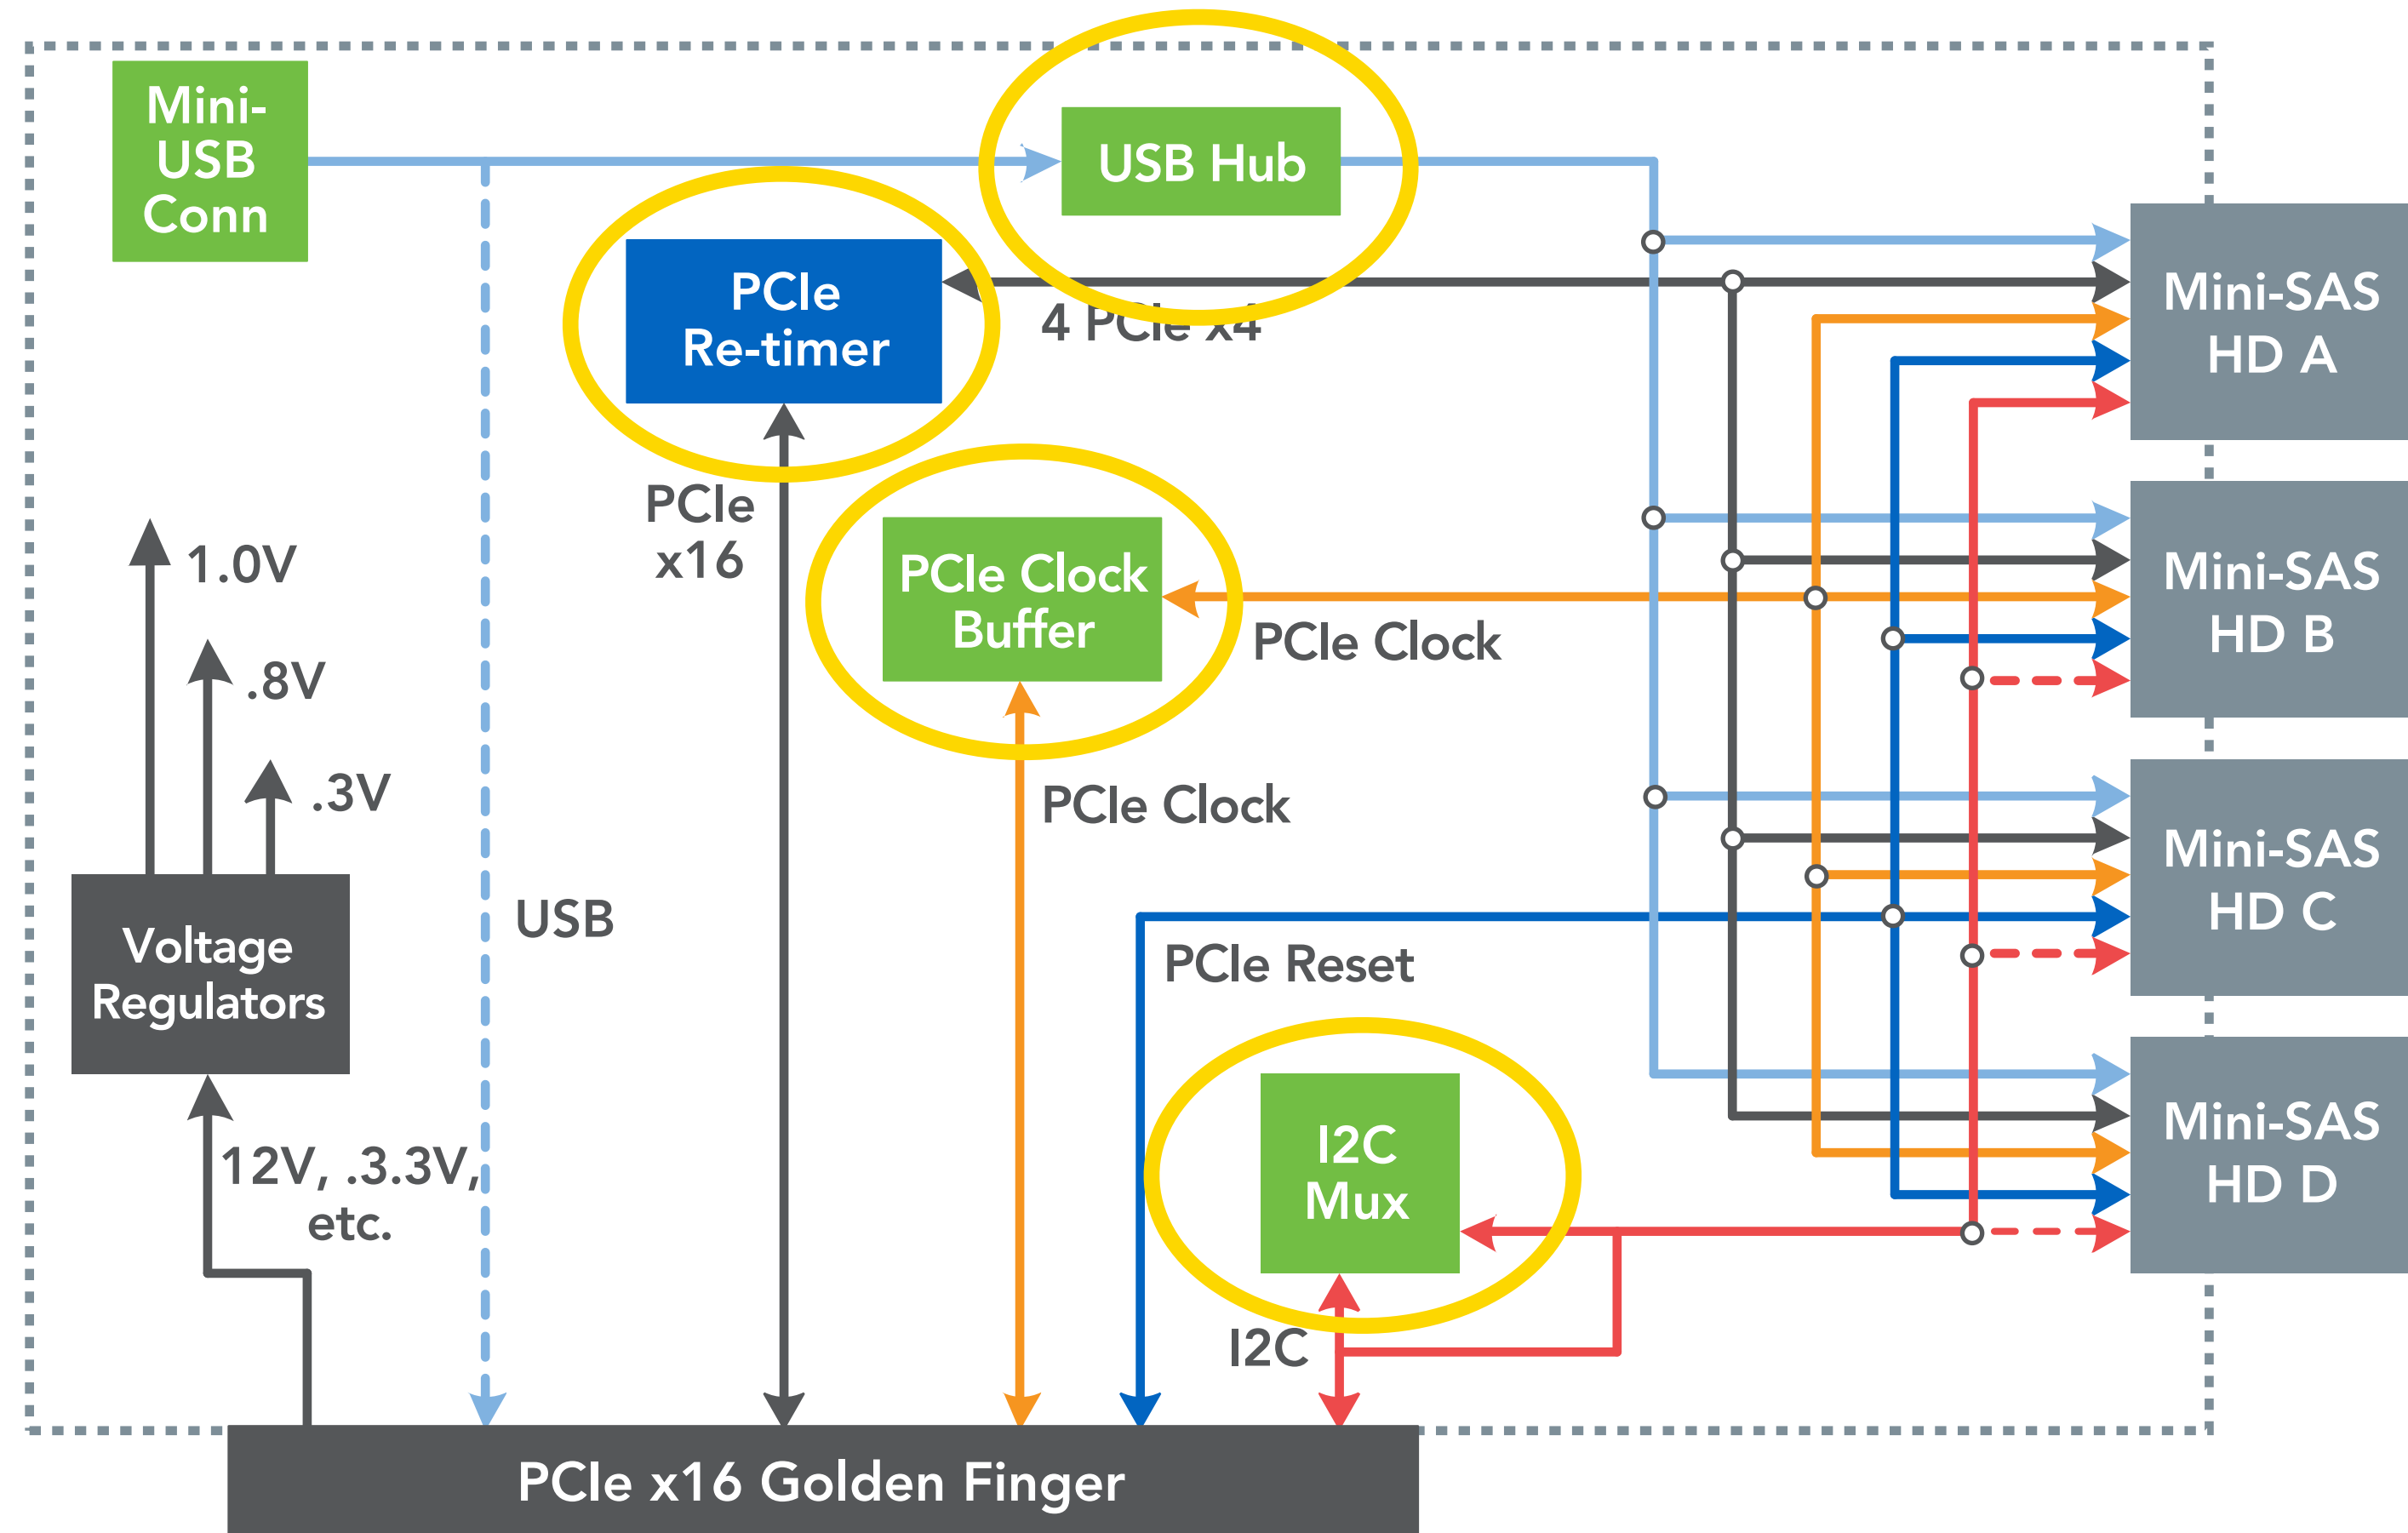 Mini-
USB
Conn
USB Hub
PCIe
Re-timer
4 PCIe x4
Mini-SAS
HD A
PCIe
x16
PCIe Clock
Buffer
PCIe Clock
Mini-SAS
HD B
1.0V
.8V
.3V
PCIe Clock
Mini-SAS
HD C
USB
Voltage
Regulators
PCIe Reset
Mini-SAS
HD D
I2C
Mux
12V, .3.3V,
etc.
I2C
PCIe x16 Golden Finger